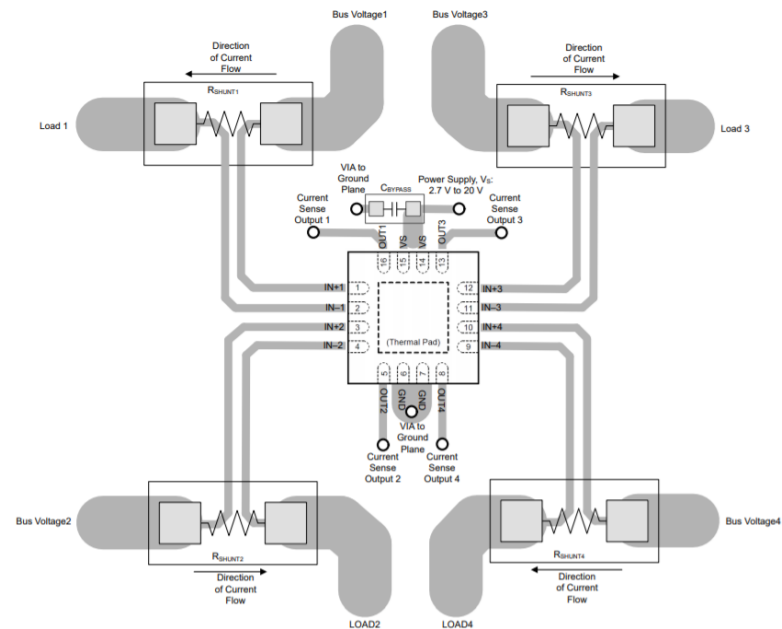 Bus Voltage1
Bus Voltage3
Direction
of Current
Flow
Direction
of Current
Flow
RSHUNT1
RSHUNT3
Load 1
Load 3
VIA to
Ground
Plane
CBYPASS
Power Supply, VS:
2.7 V to 20 V
Current
Sense
Output 1
Current
Sense
Output 3
OUT1
VS
VS
OUT3
16
15
14
13
IN+1
1
12
IN+3
IN–1
2
11
IN–3
IN+2
3
10
IN+4
IN–2
4
9
IN–4
(Thermal Pad)
5
6
7
8
OUT2
GND
GND
OUT4
VIA to
Ground
Plane
Current
Sense
Output 2
Current
Sense
Output 4
Bus Voltage2
Bus Voltage4
RSHUNT2
RSHUNT4
Direction
of Current
Flow
Direction
of Current
Flow
LOAD2
LOAD4